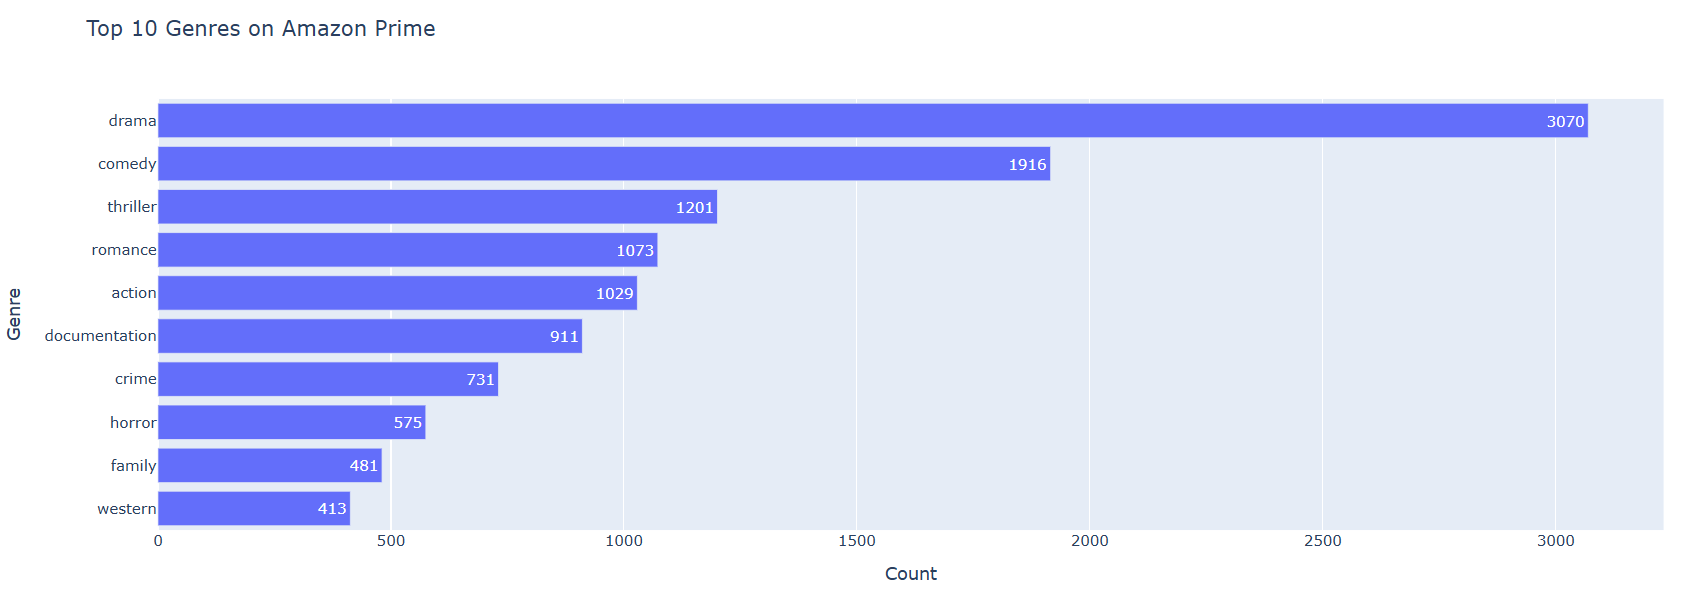 Top 10 Genres on Amazon Prime
Genre
drama 3070
comedy 1916
thriller 1201
romance 1073
action 1029
documentation 911
crime 731
horror 575
family 481
western 413
0 500 1000 1500 2000 2500 3000
Count